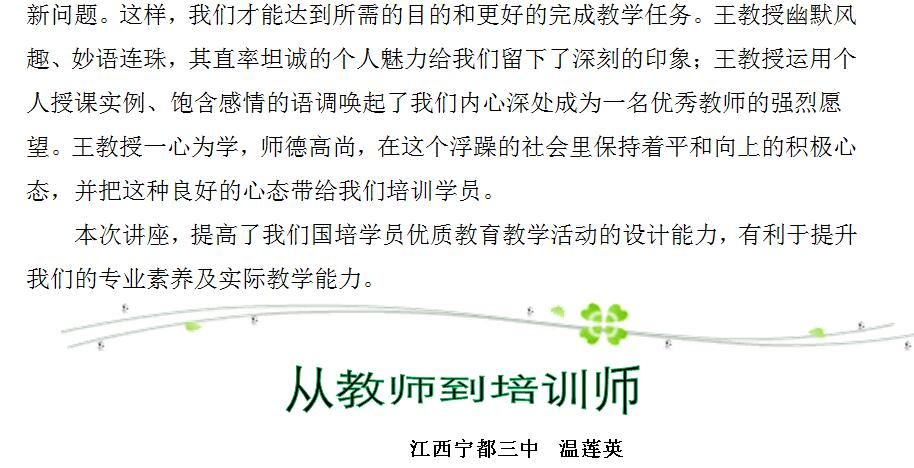 新问题。这样，我们才能达到所需的目的和更好的完成教学任务。王教授幽默风
趣、妙语连珠，其直率坦诚的个人魅力给我们留下了深刻的印象；王教授运用个
人授课实例、饱含感情的语调唤起了我们内心深处成为一名优秀教师的强烈愿
望。王教授一心为学，师德高尚，在这个浮躁的社会里保持着平和向上的积极心
态，并把这种良好的心态带给我们培训学员。
本次讲座，提高了我们国培学员优质教育教学活动的设计能力，有利于提升
我们的专业素养及实际教学能力。
从教师到培训师
江西宁都三中 温莲英